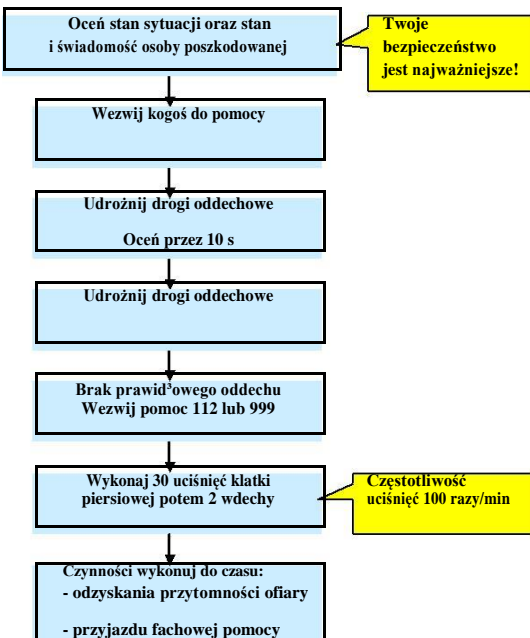 Oceń stan sytuacji oraz stan
i świadomość osoby poszkodowanej
Twoje
bezpieczeństwo
jest najważniejsze!
Wezwij kogoś do pomocy
Udrożnij drogi oddechowe
Oceń przez 10 s
Udrożnij drogi oddechowe
Brak prawid³owego oddechu
Wezwij pomoc 112 lub 999
Wykonaj 30 uciśnięć klatki
piersiowej potem 2 wdechy
Częstotliwość
uciśnięć 100 razy/min
Czynności wykonuj do czasu:
- odzyskania przytomności ofiary
- przyjazdu fachowej pomocy